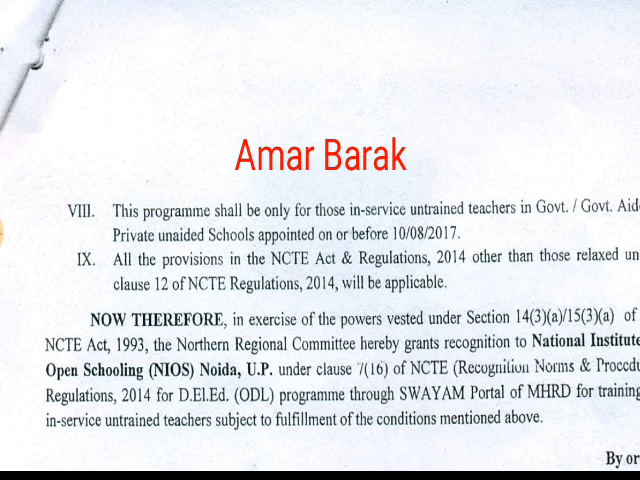 Amar Barak
VIII. This programme shall be only for those in-service untrained teachers in Govt. / Govt. Aid
Private unaided Schools appointed on or before 10/08/2017.
IX. All the provisions in the NCTE Act & Regulations, 2014 other than those relaxed un
clause 12 of NCTE Regulations, 2014, will be applicable.
NOW THEREFORE, in exercise of the powers vested under Section 14(3)(a)/15(3)(a) of
NCTE Act, 1993, the Northern Regional Committee hereby grants recognition to National Institute
Open Schooling (NIOS) Noida, U.P. under clause 7(16) of NCTE (Recognition Norms & Procedu
Regulations, 2014 for D.El.Ed. (ODL) programme through SWAYAM Portal of MHRD for training
in-service untrained teachers subject to fulfillment of the conditions mentioned above.
By or